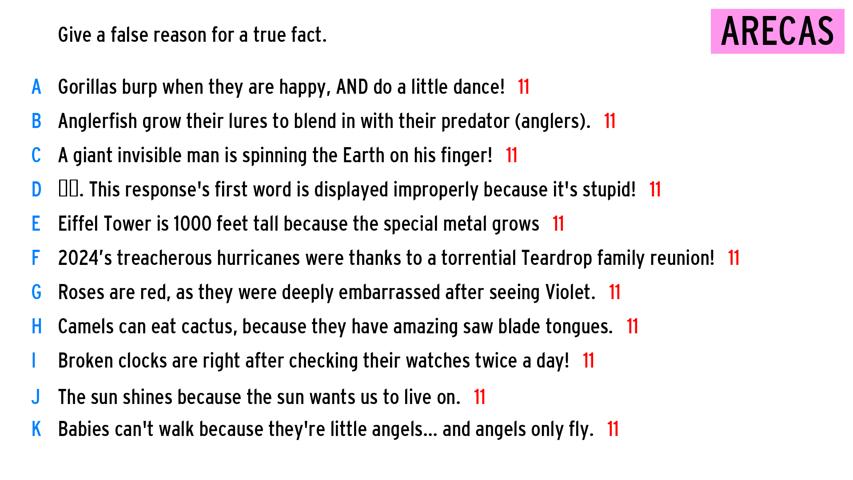 Give a false reason for a true fact.
ARECAS
A Gorillas burp when they are happy, AND do a little dance! 11
B Anglerfish grow their lures to blend in with their predator (anglers). 11
C A giant invisible man is spinning the Earth on his finger! 11
D . This response's first word is displayed improperly because it's stupid! 11
E Eiffel Tower is 1000 feet tall because the special metal grows 11
F 2024’s treacherous hurricanes were thanks to a torrential Teardrop family reunion! 11
G Roses are red, as they were deeply embarrassed after seeing Violet. 11
H Camels can eat cactus, because they have amazing saw blade tongues. 11
I Broken clocks are right after checking their watches twice a day! 11
J The sun shines because the sun wants us to live on. 11
K Babies can't walk because they're little angels... and angels only fly. 11